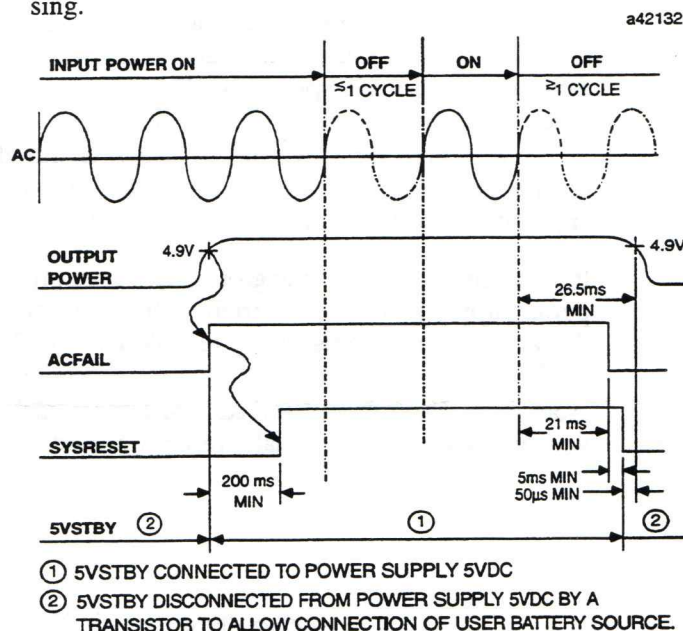 sing.
a42132
INPUT POWER ON OFF ON OFF
≤1 CYCLE ≥1 CYCLE
AC
4.9V 4.9V
OUTPUT
POWER
26.5ms
MIN
ACFAIL
21 ms
MIN
SYSRESET
200 ms
MIN
5ms MIN
50µs MIN
5VSTBY ② ① ②
① 5VSTBY CONNECTED TO POWER SUPPLY 5VDC
② 5VSTBY DISCONNECTED FROM POWER SUPPLY 5VDC BY A
TRANSISTOR TO ALLOW CONNECTION OF USER BATTERY SOURCE.